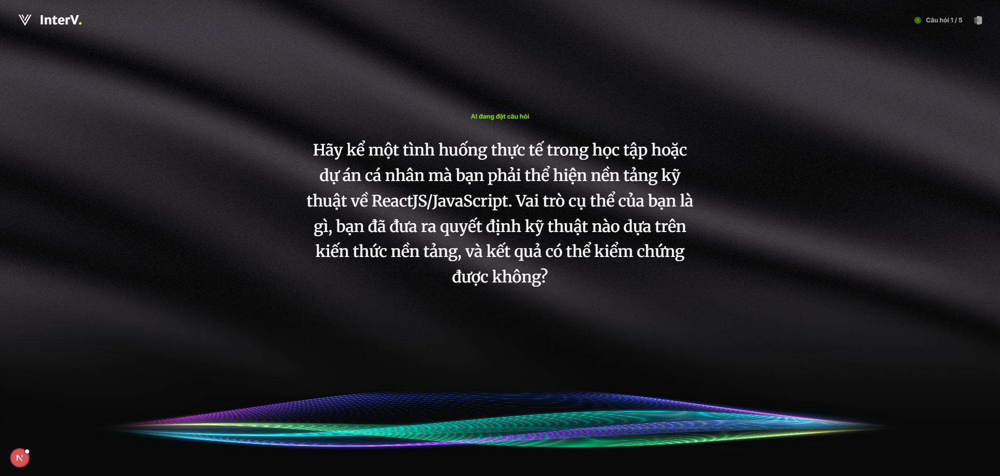 InterV.
Câu hỏi 1 / 5
AI đang đặt câu hỏi
Hãy kể một tình huống thực tế trong học tập hoặc
dự án cá nhân mà bạn phải thể hiện nền tảng kỹ
thuật về ReactJS/JavaScript. Vai trò cụ thể của bạn là
gì, bạn đã đưa ra quyết định kỹ thuật nào dựa trên
kiến thức nền tảng, và kết quả có thể kiểm chứng
được không?
N